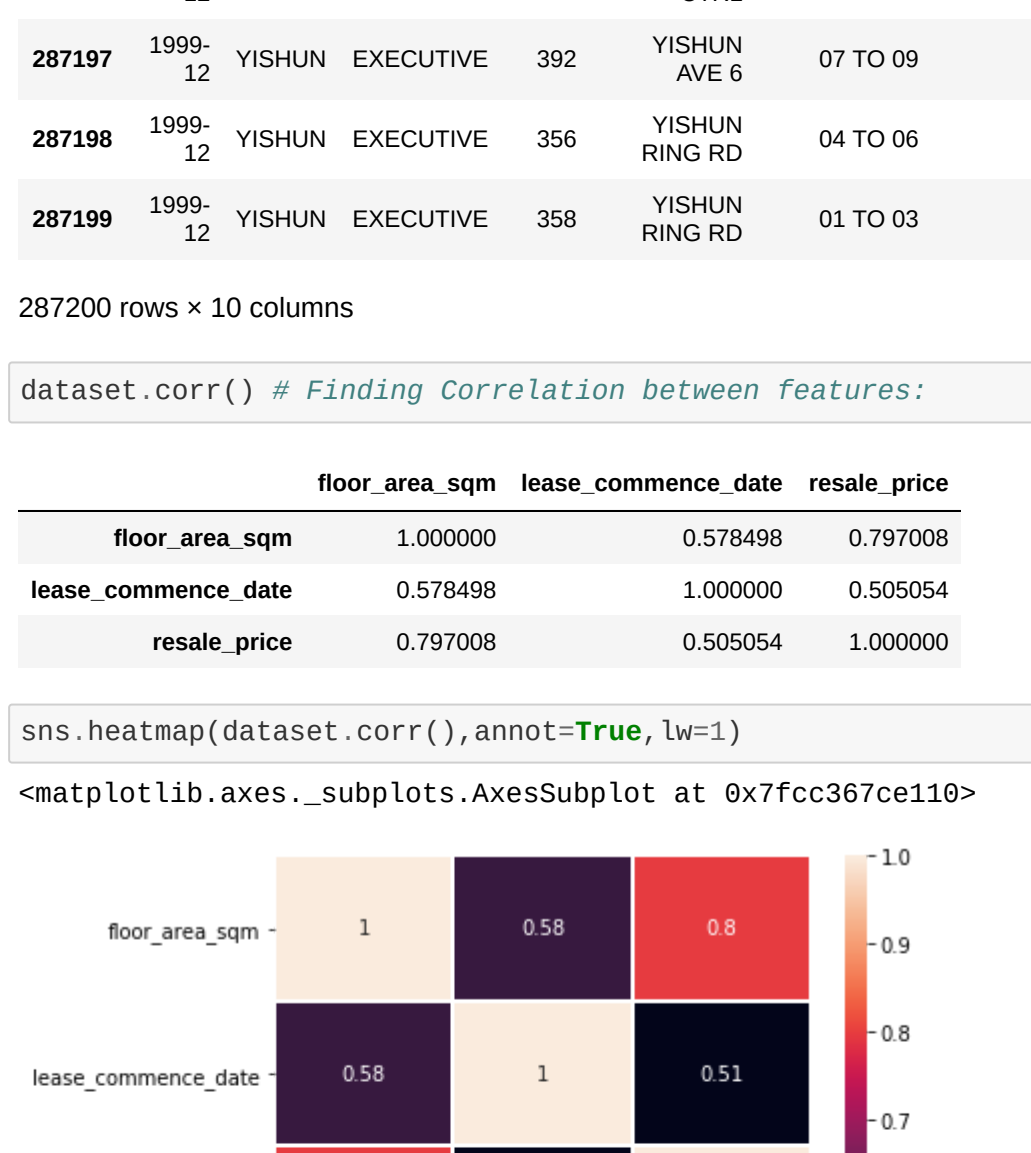 287197 1999-12 YISHUN EXECUTIVE 392 YISHUN AVE 6 07 TO 09
287198 1999-12 YISHUN EXECUTIVE 356 YISHUN RING RD 04 TO 06
287199 1999-12 YISHUN EXECUTIVE 358 YISHUN RING RD 01 TO 03
287200 rows × 10 columns
dataset.corr() # Finding Correlation between features:
floor_area_sqm lease_commence_date resale_price
floor_area_sqm 1.000000 0.578498 0.797008
lease_commence_date 0.578498 1.000000 0.505054
resale_price 0.797008 0.505054 1.000000
sns.heatmap(dataset.corr(),annot=True,lw=1)
<matplotlib.axes._subplots.AxesSubplot at 0x7fcc367ce110>
1.0
floor_area_sqm 1 0.58 0.8
0.9
0.8
lease_commence_date 0.58 1 0.51
0.7